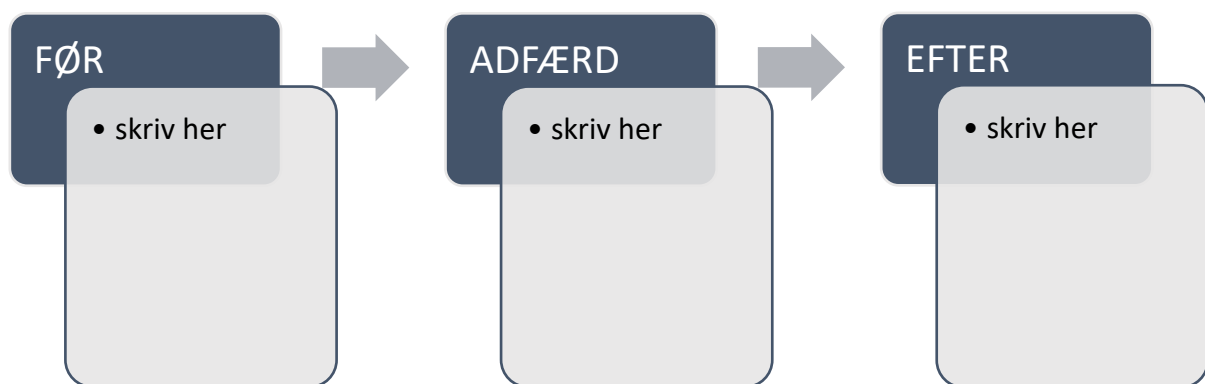 FØR
• skriv her
ADFÆRD
• skriv her
EFTER
• skriv her